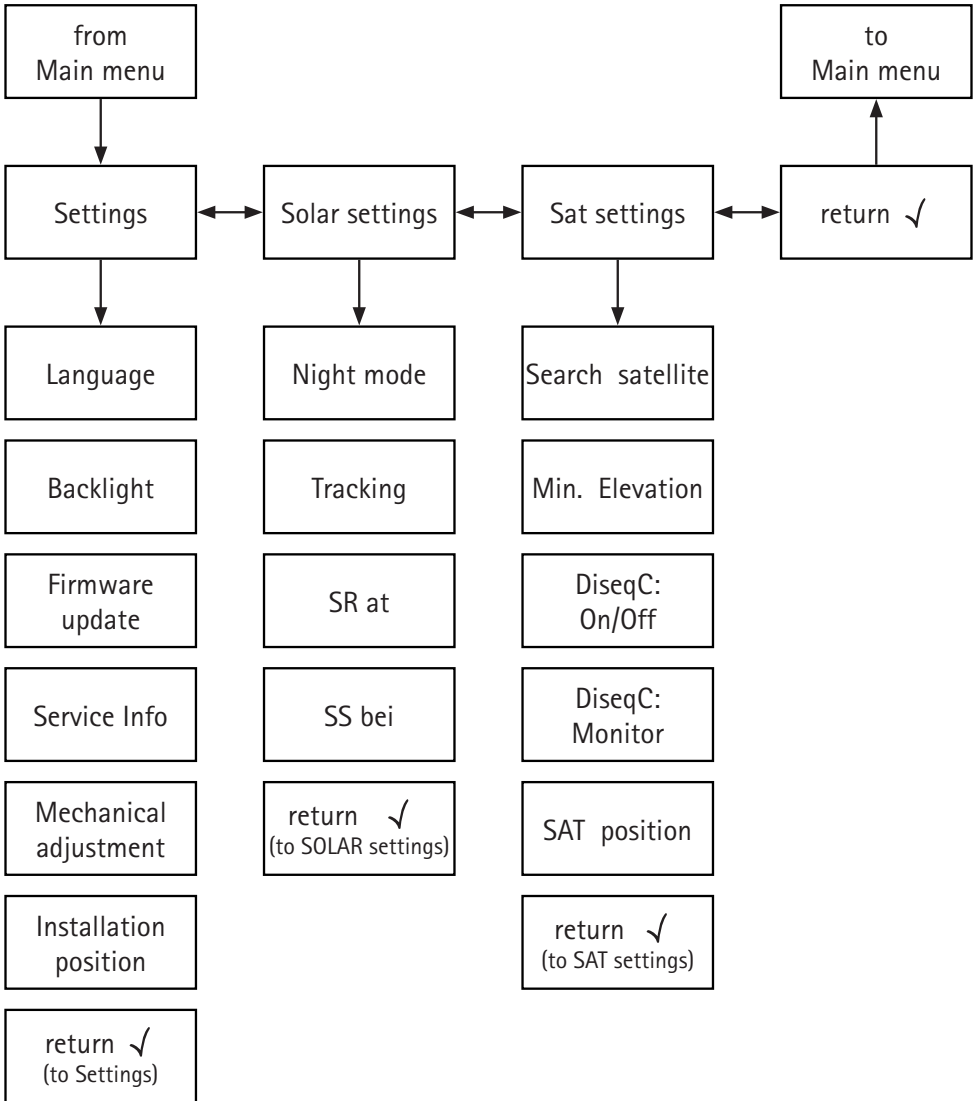 from
Main menu
to
Main menu
Settings
Solar settings
Sat settings
return √
Language
Night mode
Search satellite
Backlight
Tracking
Min. Elevation
Firmware
update
SR at
DiseqC:
On/Off
Service Info
SS bei
DiseqC:
Monitor
Mechanical
adjustment
return √
(to SOLAR settings)
SAT position
Installation
position
return √
(to SAT settings)
return √
(to Settings)